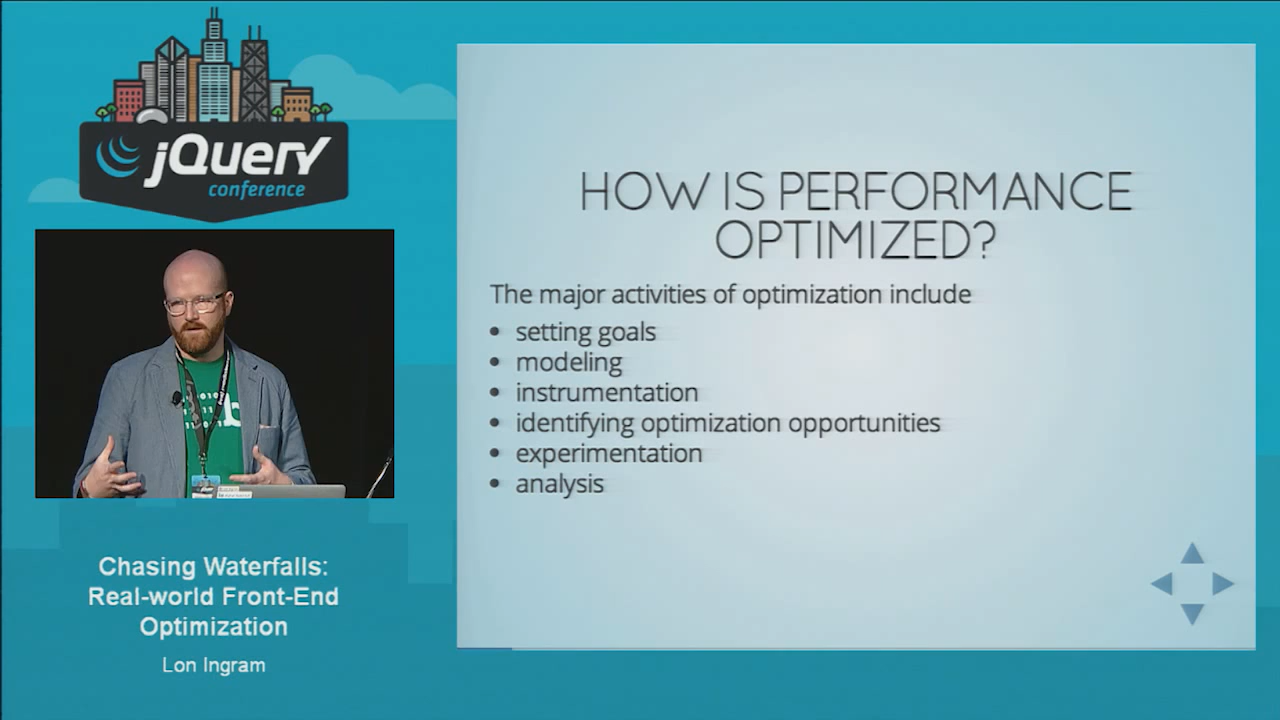 jQuery
conference
Chasing Waterfalls:
Real-world Front-End
Optimization
Lon Ingram
HOW IS PERFORMANCE
OPTIMIZED?
The major activities of optimization include
• setting goals
• modeling
• instrumentation
• identifying optimization opportunities
• experimentation
• analysis